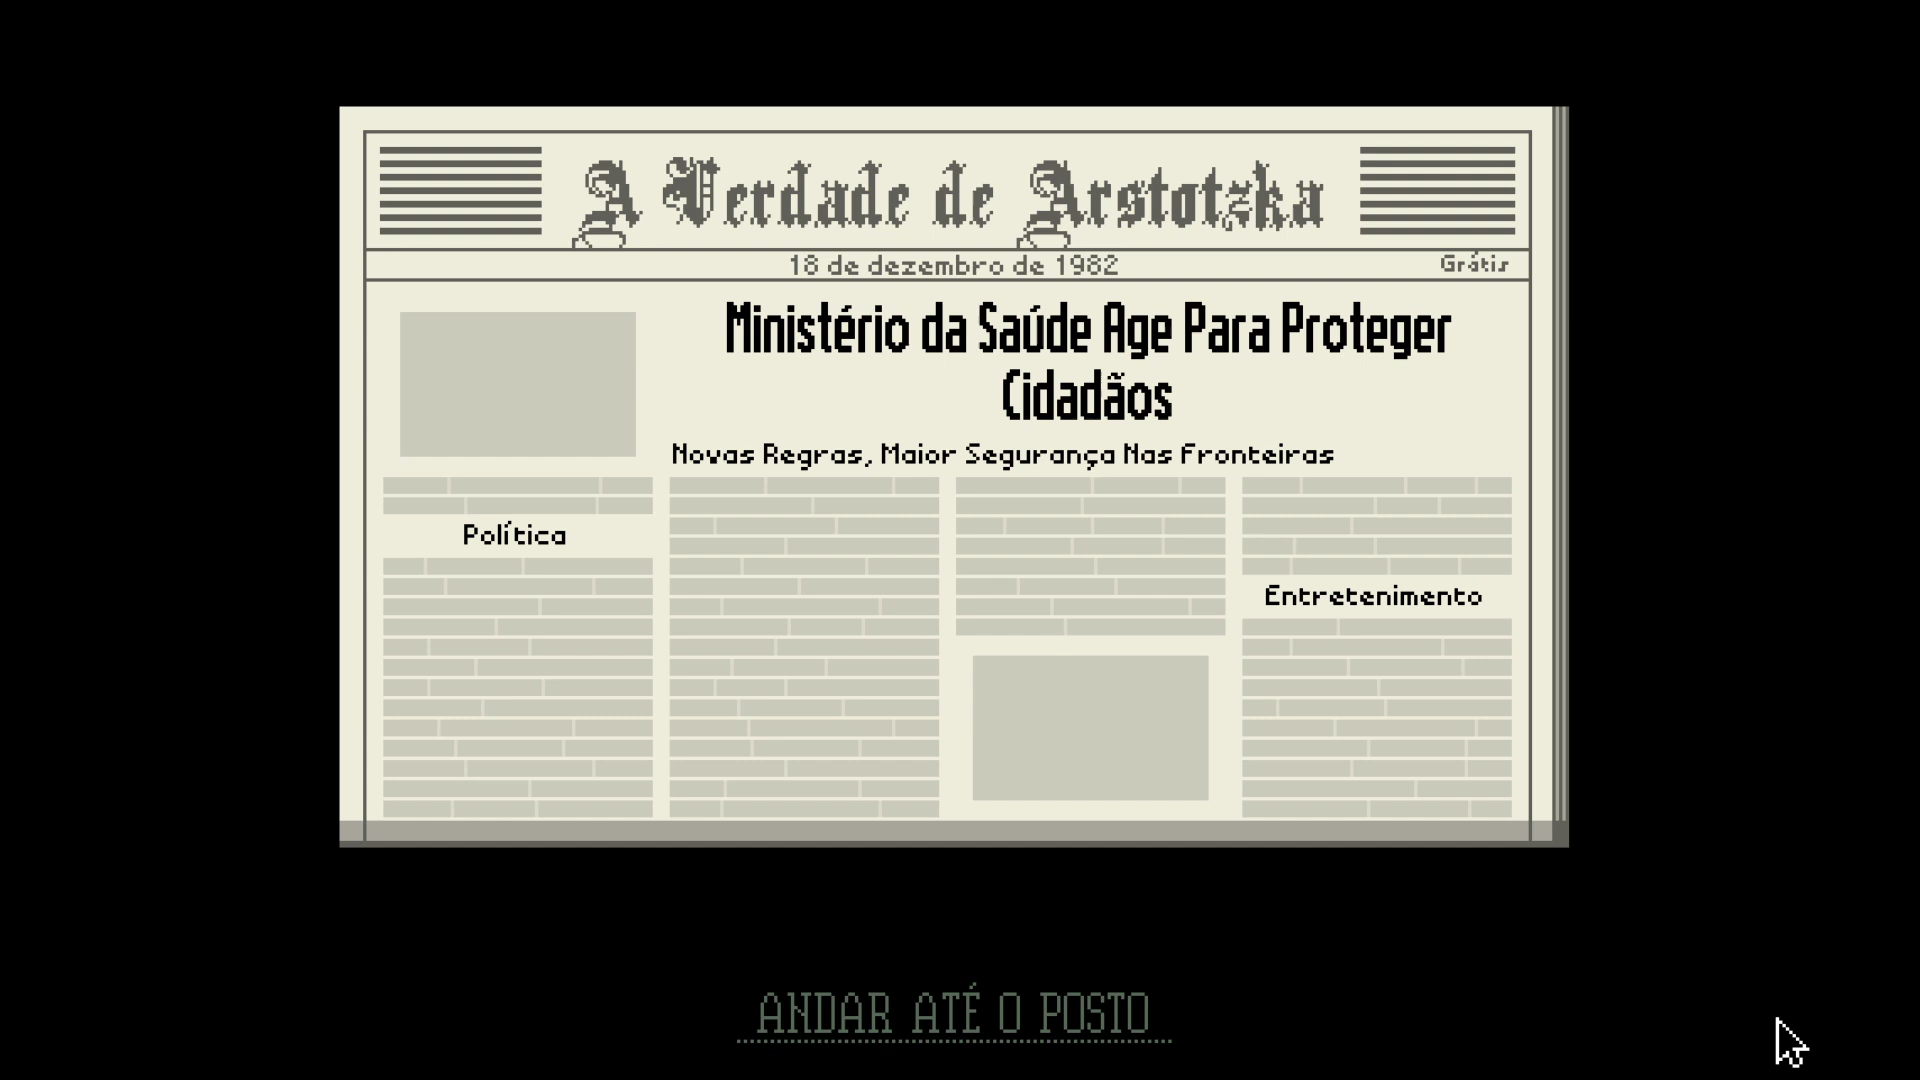 A Verdade de Arstotzka
18 de dezembro de 1982
Grátis
Ministério da Saúde Age Para Proteger
Cidadãos
Novas Regras, Maior Segurança Nas Fronteiras
Política
Entretenimento
ANDAR ATÉ O POSTO